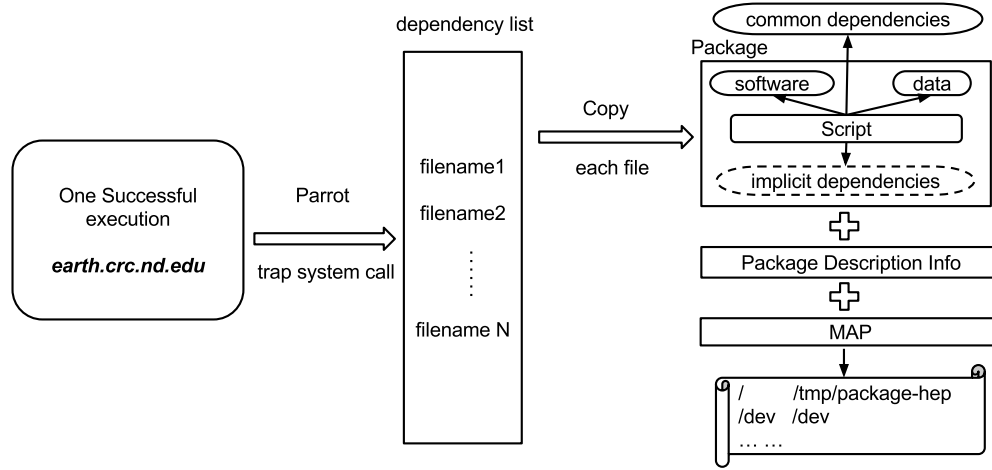 One Successful
execution
earth.crc.nd.edu
Parrot
trap system call
dependency list
filename1
filename2
filename N
Copy
each file
common dependencies
Package
software
data
Script
implicit dependencies
Package Description Info
MAP
/ /tmp/package-hep
/dev /dev
... ...